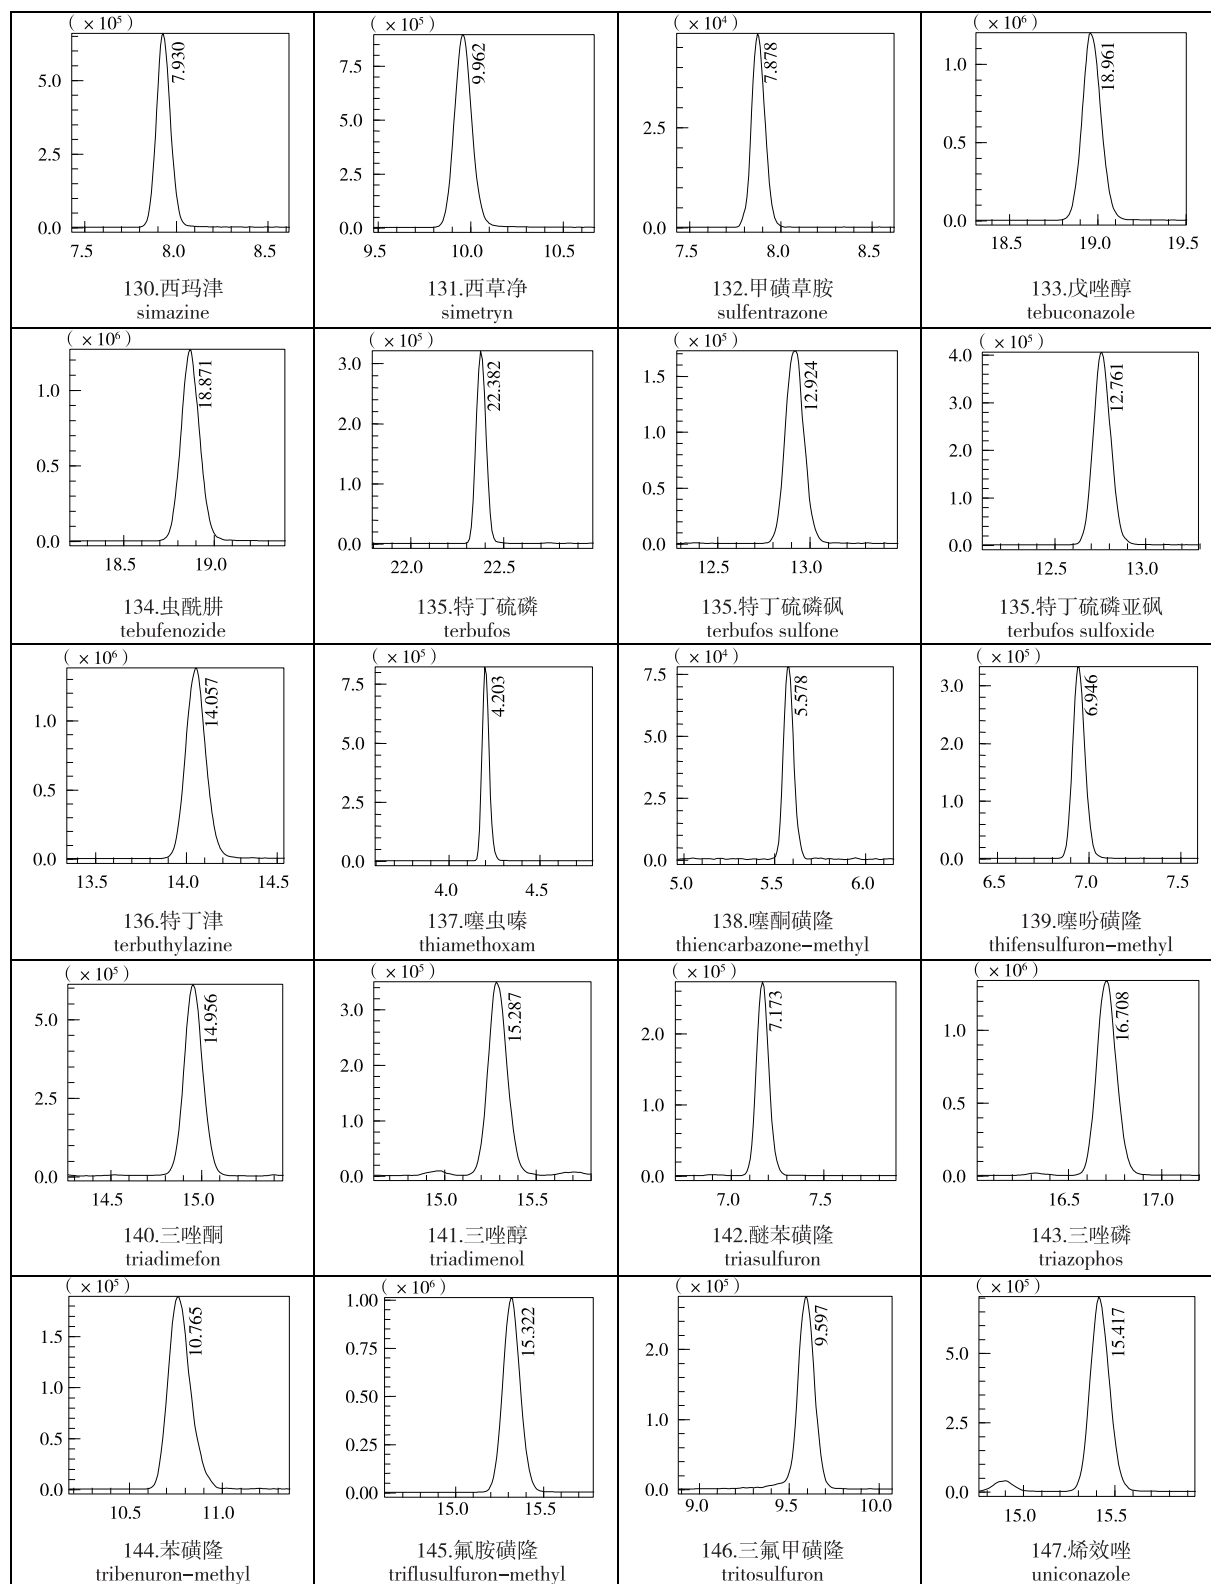 (×10⁵)
7.930
5.0
2.5
0.0
7.5 8.0 8.5
130.西玛津
simazine
(×10⁵)
9.962
7.5
5.0
2.5
0.0
9.5 10.0 10.5
131.西草净
simetryn
(×10⁴)
7.878
2.5
0.0
7.5 8.0 8.5
132.甲磺草胺
sulfentrazone
(×10⁶)
18.961
1.0
0.5
0.0
18.5 19.0 19.5
133.戊唑醇
tebuconazole
(×10⁶)
18.871
1.0
0.5
0.0
18.5 19.0
134.虫酰肼
tebufenozide
(×10⁵)
22.382
3.0
2.0
1.0
0.0
22.0 22.5
135.特丁硫磷
terbufos
(×10⁵)
12.924
1.5
1.0
0.5
0.0
12.5 13.0
135.特丁硫磷砜
terbufos sulfone
(×10⁵)
12.761
4.0
3.0
2.0
1.0
0.0
12.5 13.0
135.特丁硫磷亚砜
terbufos sulfoxide
(×10⁶)
14.057
1.0
0.5
0.0
13.5 14.0 14.5
136.特丁津
terbuthylazine
(×10⁵)
4.203
7.5
5.0
2.5
0.0
4.0 4.5
137.噻虫嗪
thiamethoxam
(×10⁴)
5.578
7.5
5.0
2.5
0.0
5.0 5.5 6.0
138.噻酮磺隆
thiencarbazone-methyl
(×10⁵)
6.946
3.0
2.0
1.0
0.0
6.5 7.0 7.5
139.噻吩磺隆
thifensulfuron-methyl
(×10⁵)
14.956
5.0
2.5
0.0
14.5 15.0
140.三唑酮
triadimefon
(×10⁵)
15.287
3.0
2.0
1.0
0.0
15.0 15.5
141.三唑醇
triadimenol
(×10⁵)
7.173
2.0
1.0
0.0
7.0 7.5
142.醚苯磺隆
triasulfuron
(×10⁶)
16.708
1.0
0.5
0.0
16.5 17.0
143.三唑磷
triazophos
(×10⁵)
10.765
1.5
1.0
0.5
0.0
10.5 11.0
144.苯磺隆
tribenuron-methyl
(×10⁶)
15.322
1.00
0.75
0.50
0.25
0.00
15.0 15.5
145.氟胺磺隆
triflusulfuron-methyl
(×10⁵)
9.597
2.0
1.0
0.0
9.0 9.5 10.0
146.三氟甲磺隆
tritosulfuron
(×10⁵)
15.417
5.0
2.5
0.0
15.0 15.5
147.烯效唑
uniconazole